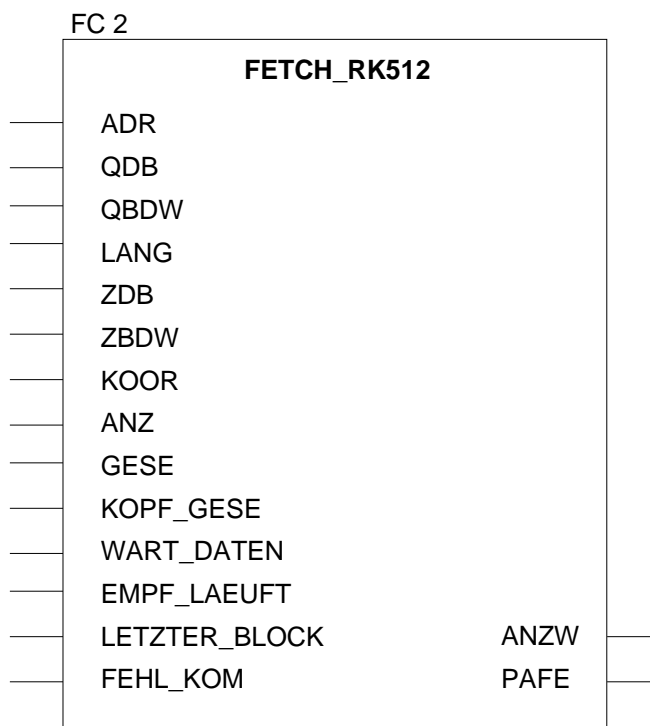 FC 2
FETCH_RK512
ADR
QDB
QBDW
LANG
ZDB
ZBDW
KOOR
ANZ
GESE
KOPF_GESE
WART_DATEN
EMPF_LAEUFT
LETZTER_BLOCK ANZW
FEHL_KOM PAFE